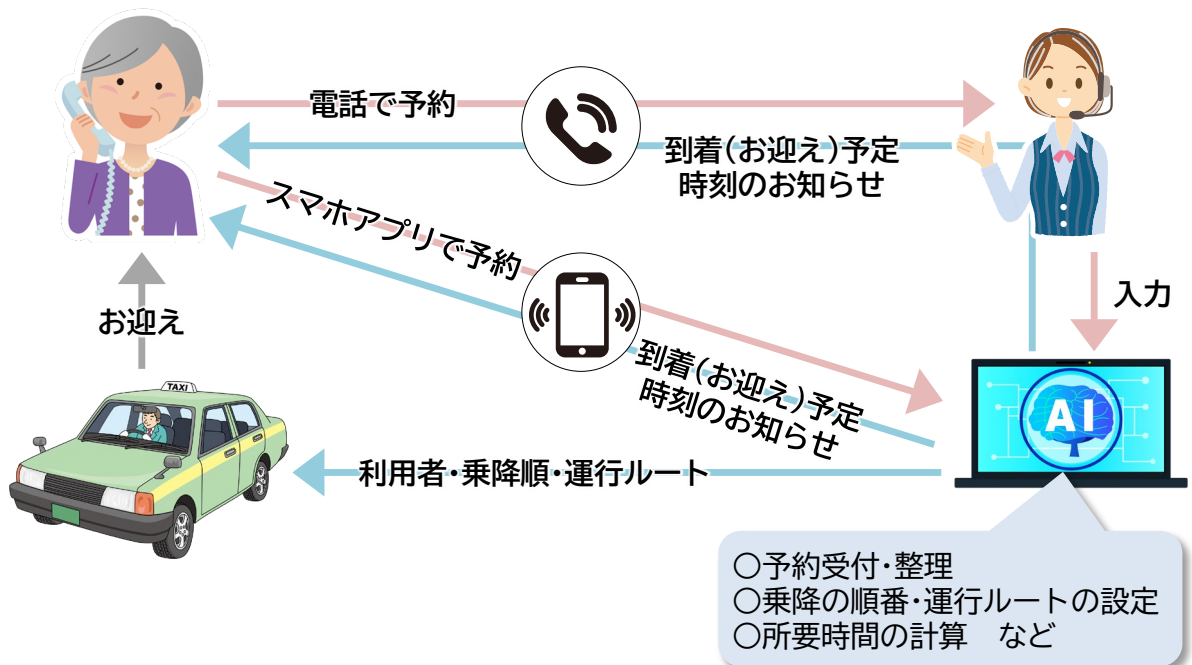 電話で予約
到着(お迎え)予定
時刻のお知らせ
スマホアプリで予約
入力
お迎え
到着(お迎え)予定
時刻のお知らせ
TAXI
AI
利用者・乗降順・運行ルート
○予約受付・整理
○乗降の順番・運行ルートの設定
○所要時間の計算　など